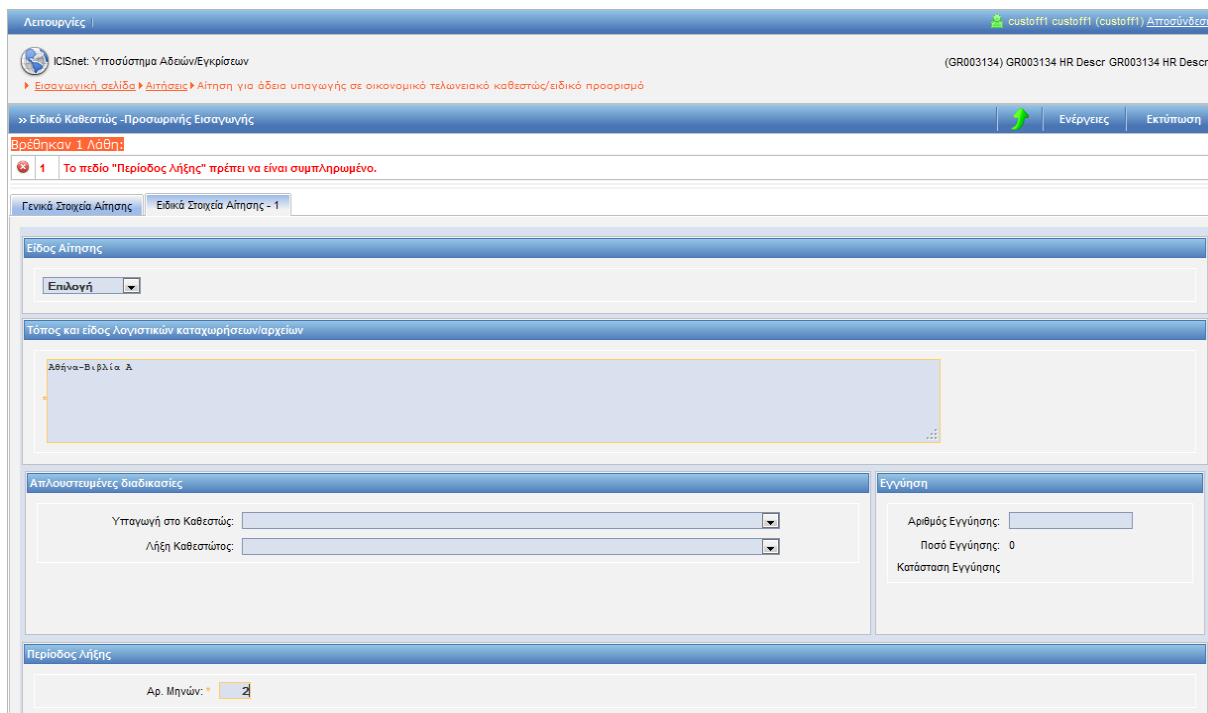 Λειτουργίες |
custoff1 custoff1 (custoff1) Αποσύνδεσ
ICISnet: Υποσύστημα Αδειών/Εγκρίσεων
(GR003134) GR003134 HR Descr GR003134 HR Descr
Εισαγωγική σελίδα Αιτήσεις Αίτηση για άδεια υπαγωγής σε οικονομικό τελωνειακό καθεστώς/ειδικό προορισμό
›› Ειδικό Καθεστώς -Προσωρινής Εισαγωγής
Ενέργειες Εκτύπωση
Βρέθηκαν 1 Λάθη:
1 Το πεδίο "Περίοδος Λήξης" πρέπει να είναι συμπληρωμένο.
Γενικά Στοιχεία Αίτησης Ειδικά Στοιχεία Αίτησης - 1
Είδος Αίτησης
Επιλογή
Τόπος και είδος λογιστικών καταχωρήσεων/αρχείων
Αθήνα-Βιβλία Α
*
Απλουστευμένες διαδικασίες
Υπαγωγή στο Καθεστώς:
Λήξη Καθεστώτος:
Εγγύηση
Αριθμός Εγγύησης:
Ποσό Εγγύησης: 0
Κατάσταση Εγγύησης
Περίοδος Λήξης
Αρ. Μηνών: * 2